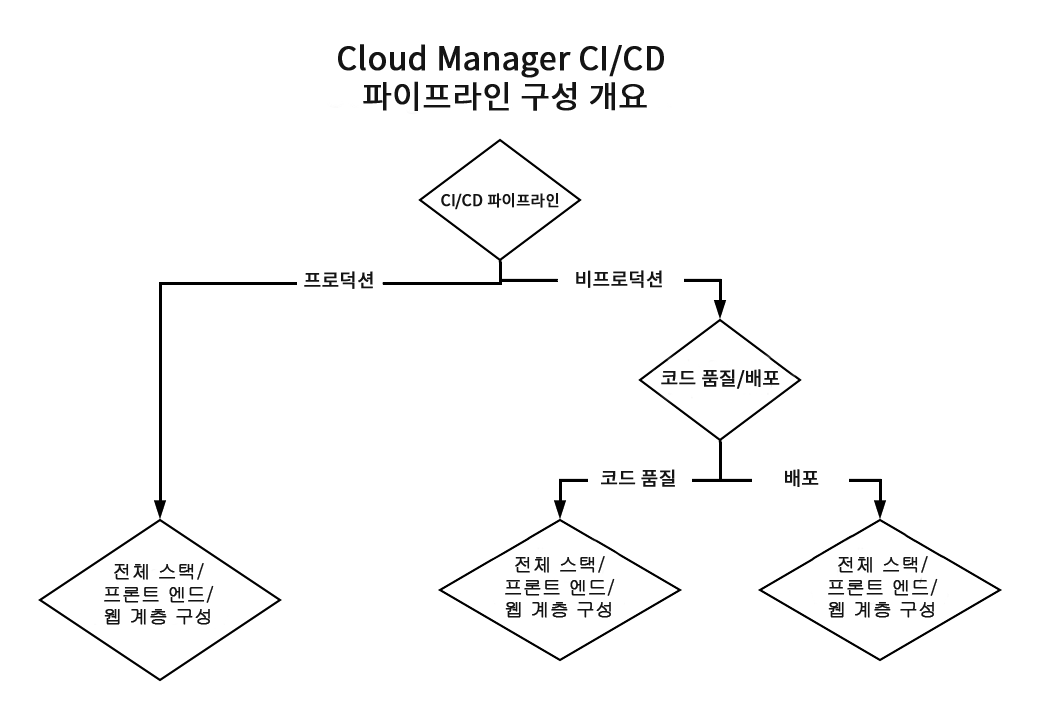 Cloud Manager CI/CD
파이프라인 구성 개요
CI/CD 파이프라인
프로덕션
비프로덕션
코드 품질/배포
코드 품질
배포
전체 스택/
프론트 엔드/
웹 계층 구성
전체 스택/
프론트 엔드/
웹 계층 구성
전체 스택/
프론트 엔드/
웹 계층 구성